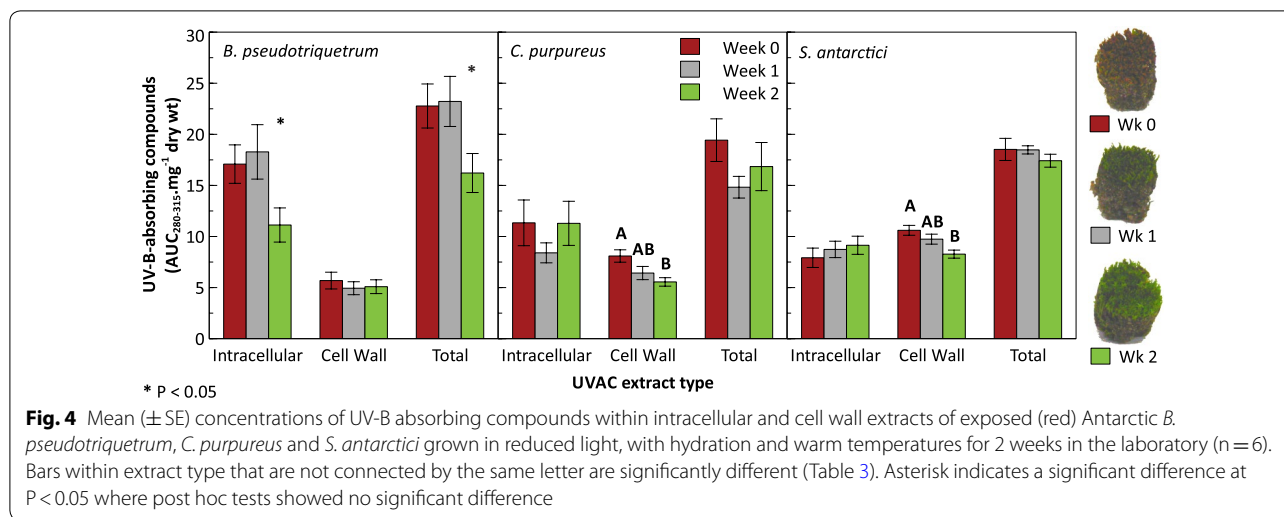 30
25
20
15
10
5
0
UV-B-absorbing compounds
(AUC280-315.mg-1 dry wt)
B. pseudotriquetrum
*
*
Intracellular Cell Wall Total
C. purpureus
Week 0
Week 1
Week 2
A
AB
B
Intracellular Cell Wall Total
S. antarctici
A
AB
B
Intracellular Cell Wall Total
Wk 0
Wk 1
Wk 2
UVAC extract type
* P < 0.05
Fig. 4 Mean (± SE) concentrations of UV-B absorbing compounds within intracellular and cell wall extracts of exposed (red) Antarctic B.
pseudotriquetrum, C. purpureus and S. antarctici grown in reduced light, with hydration and warm temperatures for 2 weeks in the laboratory (n = 6).
Bars within extract type that are not connected by the same letter are significantly different (Table 3). Asterisk indicates a significant difference at
P < 0.05 where post hoc tests showed no significant difference